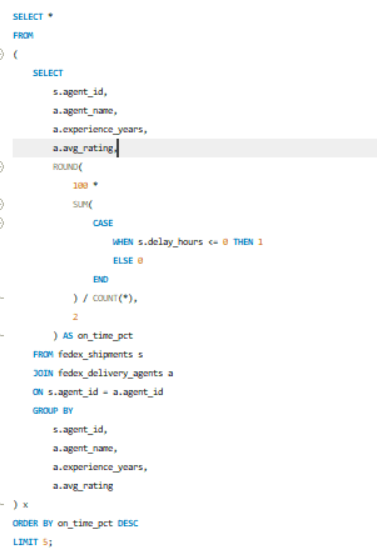 SELECT *
FROM
(
SELECT
s.agent_id,
a.agent_name,
a.experience_years,
a.avg_rating,
ROUND(
100 *
SUM(
CASE
WHEN s.delay_hours <= 0 THEN 1
ELSE 0
END
) / COUNT(*),
2
) AS on_time_pct
FROM fedex_shipments s
JOIN fedex_delivery_agents a
ON s.agent_id = a.agent_id
GROUP BY
s.agent_id,
a.agent_name,
a.experience_years,
a.avg_rating
) x
ORDER BY on_time_pct DESC
LIMIT 5;